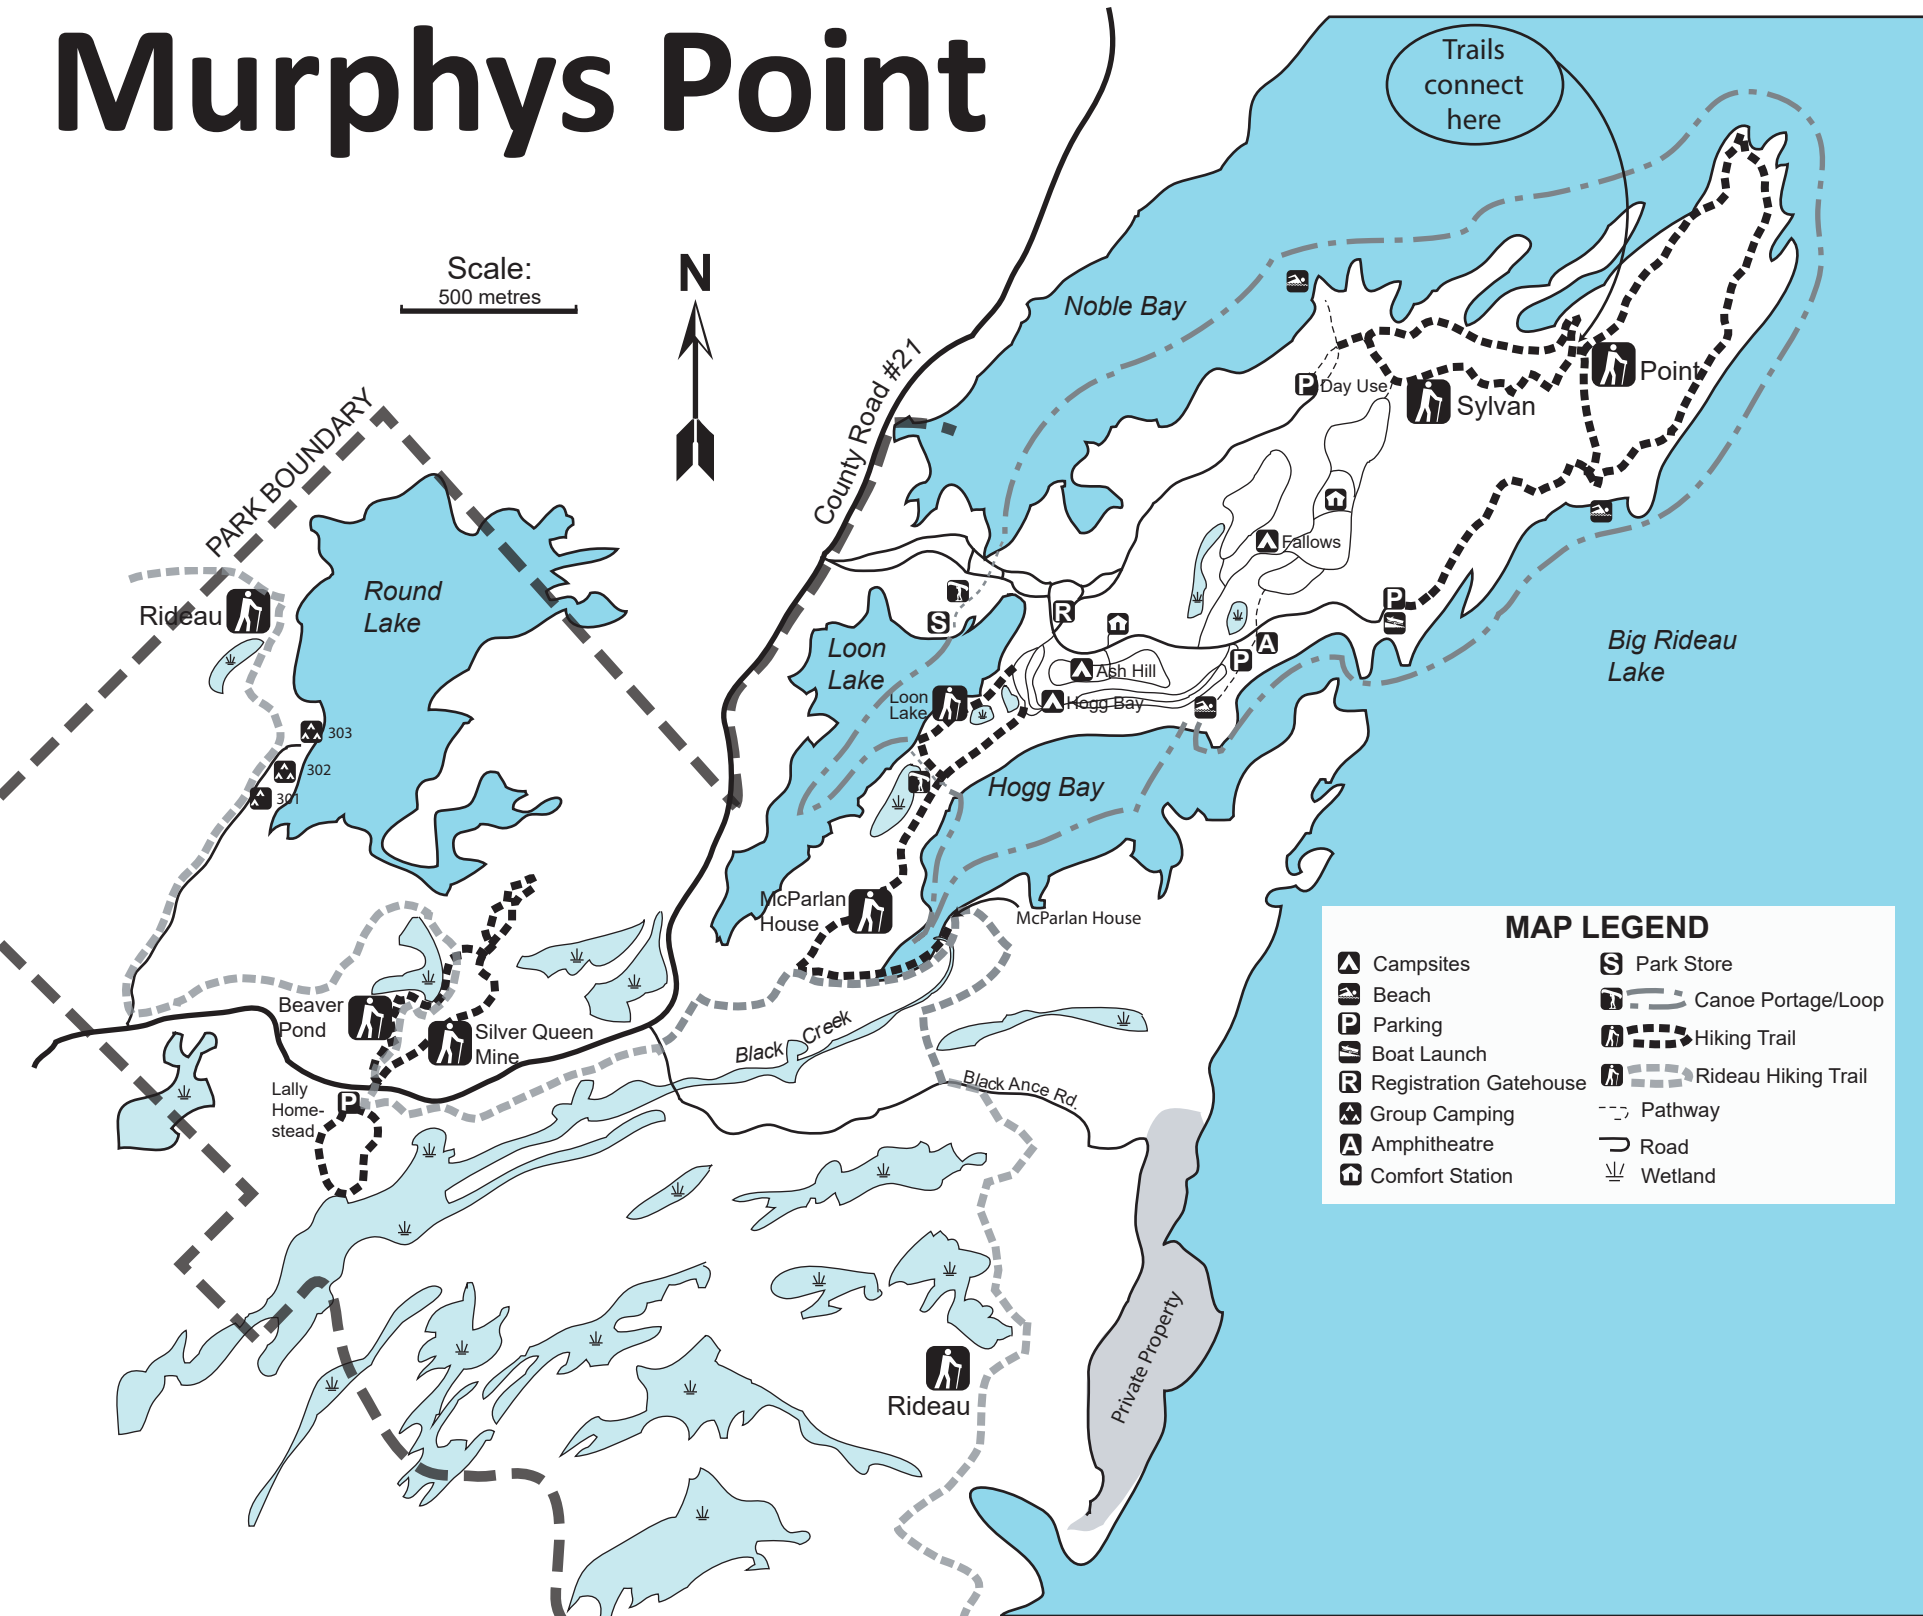 Murphys Point
Trails
connect
here
Scale:
500 metres
N
Noble Bay
County Road #21
PARK BOUNDARY
Round
Lake
Rideau
303
302
301
Loon
Lake
S
R
Loon
Lake
Ash Hill
Hogg Bay
P
A
P
Fallows
P
Day Use
Sylvan
Point
Big Rideau
Lake
Hogg Bay
McParlan
House
McParlan House
Beaver
Pond
Silver Queen
Mine
Lally
Home-
stead
P
Black Creek
Black Ance Rd.
Private Property
Rideau
MAP LEGEND
Campsites
Beach
P Parking
Boat Launch
R Registration Gatehouse
Group Camping
A Amphitheatre
Comfort Station
S Park Store
Canoe Portage/Loop
Hiking Trail
Rideau Hiking Trail
Pathway
Road
Wetland